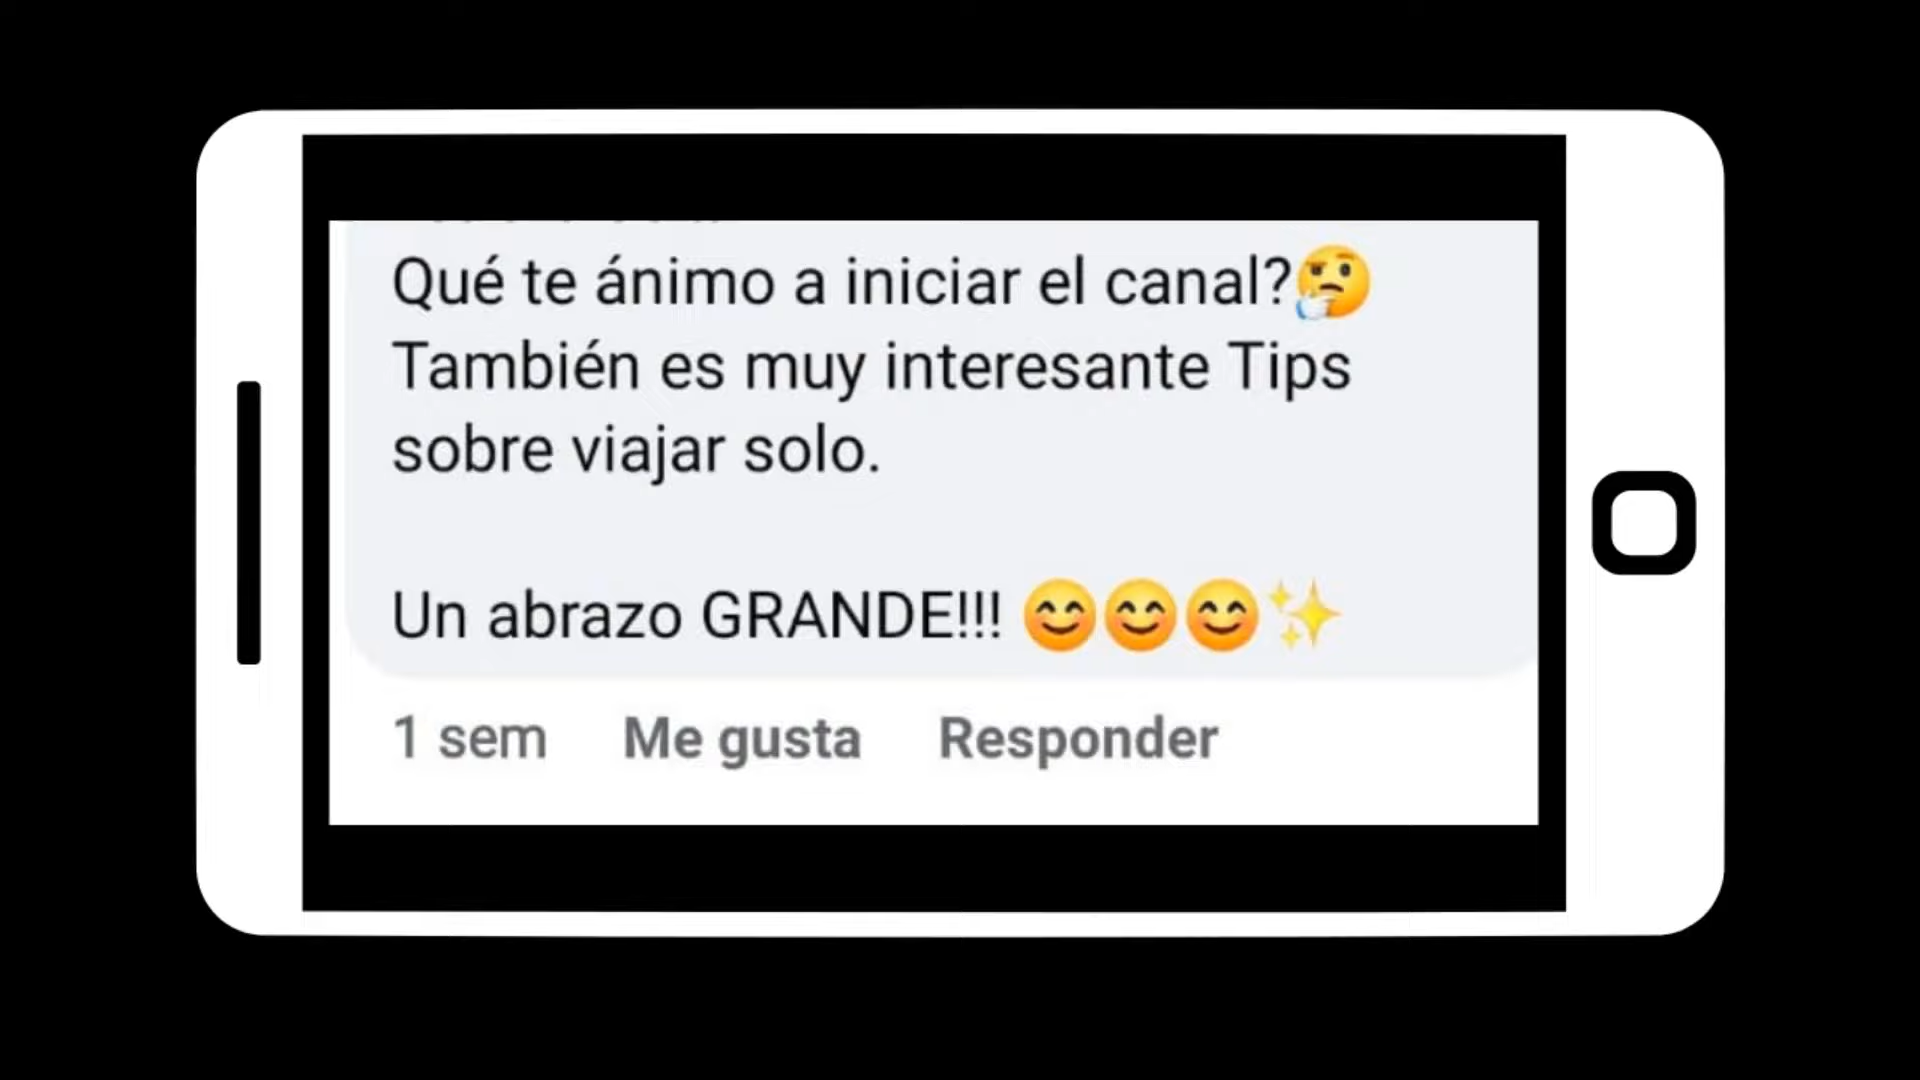 Qué te ánimo a iniciar el canal?🤔
También es muy interesante Tips
sobre viajar solo.
Un abrazo GRANDE!!! 😊😊😊✨
1 sem Me gusta Responder